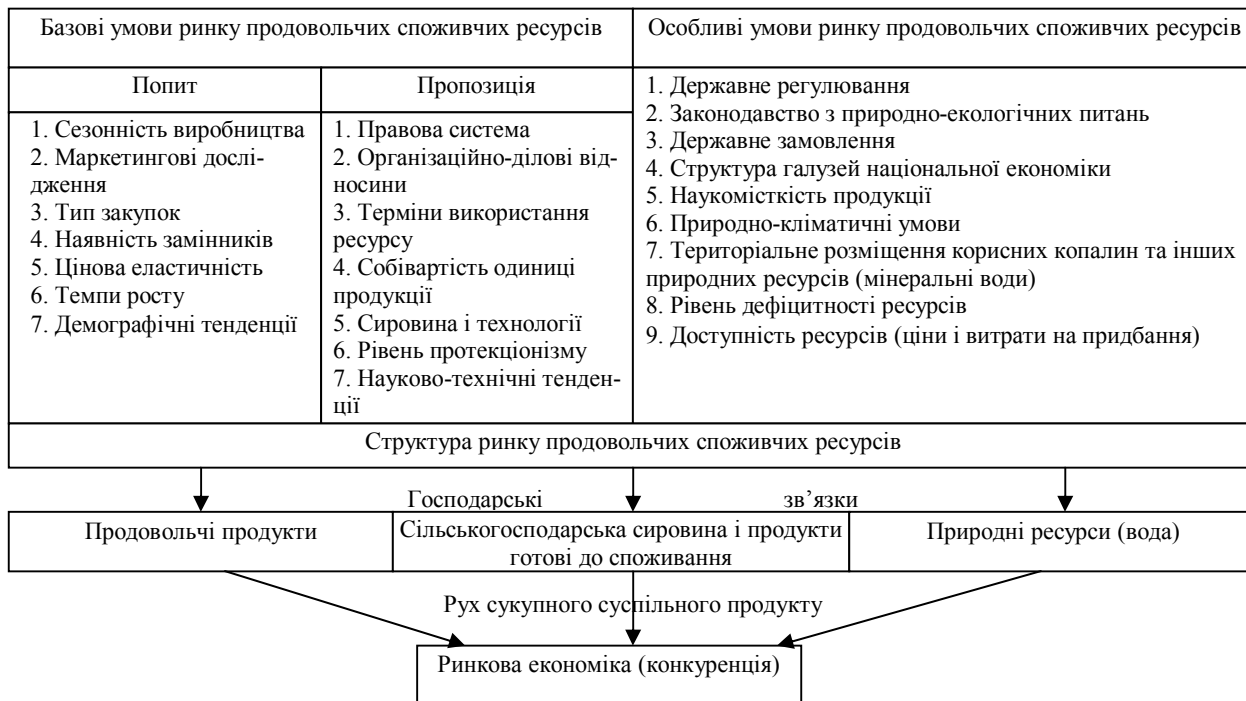 Базові умови ринку продовольчих споживчих ресурсів
Особливі умови ринку продовольчих споживчих ресурсів
Попит
1. Сезонність виробництва
2. Маркетингові дослі-
дження
3. Тип закупок
4. Наявність замінників
5. Цінова еластичність
6. Темпи росту
7. Демографічні тенденції
Пропозиція
1. Правова система
2. Організаційно-ділові від-
носини
3. Терміни використання
ресурсу
4. Собівартість одиниці
продукції
5. Сировина і технології
6. Рівень протекціонізму
7. Науково-технічні тенден-
ції
1. Державне регулювання
2. Законодавство з природно-екологічних питань
3. Державне замовлення
4. Структура галузей національної економіки
5. Наукомісткість продукції
6. Природно-кліматичні умови
7. Територіальне розміщення корисних копалин та інших
природних ресурсів (мінеральні води)
8. Рівень дефіцитності ресурсів
9. Доступність ресурсів (ціни і витрати на придбання)
Структура ринку продовольчих споживчих ресурсів
Господарські зв’язки
Продовольчі продукти
Сільськогосподарська сировина і продукти
готові до споживання
Природні ресурси (вода)
Рух сукупного суспільного продукту
Ринкова економіка (конкуренція)